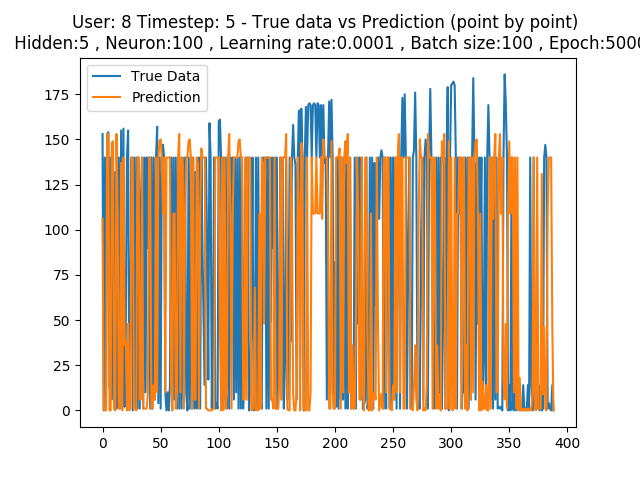 User: 8 Timestep: 5 - True data vs Prediction (point by point)
Hidden:5 , Neuron:100 , Learning rate:0.0001 , Batch size:100 , Epoch:5000
True Data
Prediction
175
150
125
100
75
50
25
0
0 50 100 150 200 250 300 350 400